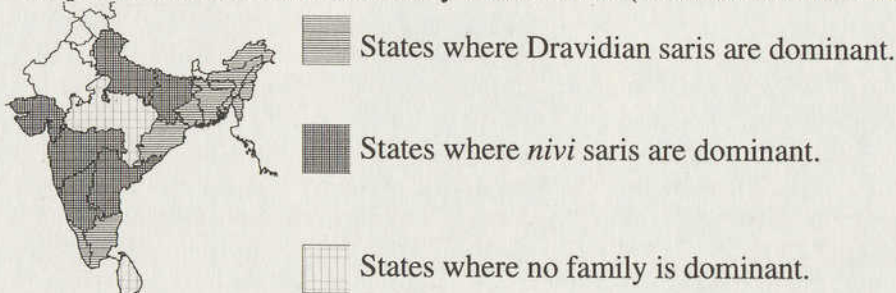 States where Dravidian saris are dominant.
States where nivi saris are dominant.
States where no family is dominant.